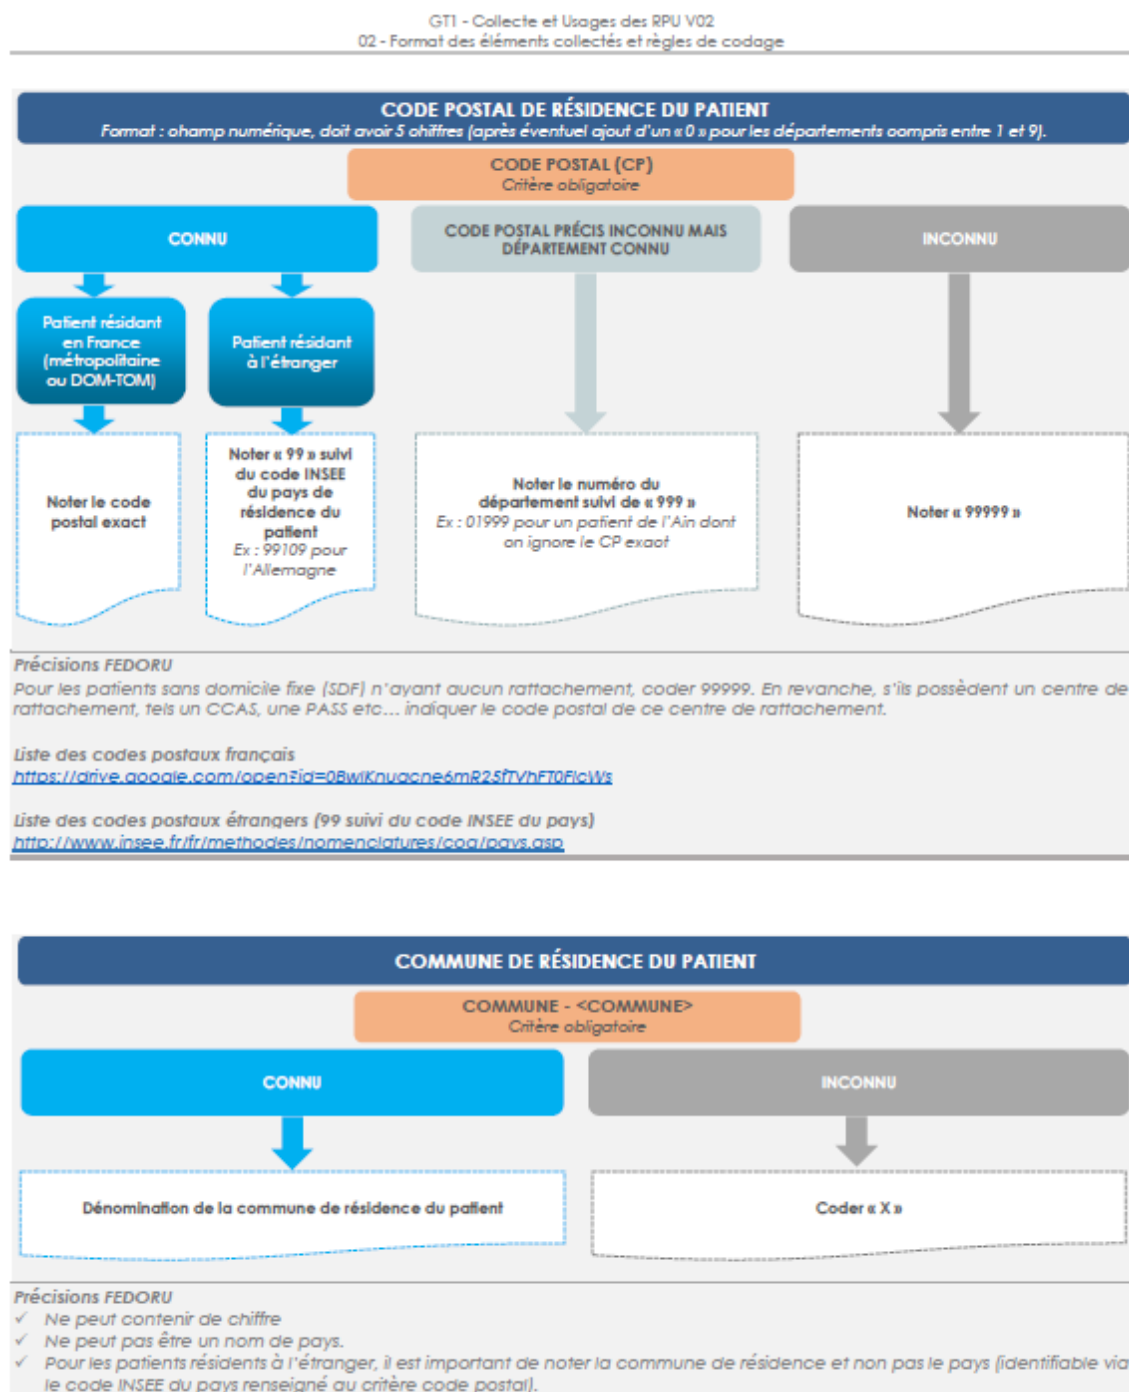 GT1 - Collecte et Usages des RPU V02
02 - Format des éléments collectés et règles de codage
CODE POSTAL DE RÉSIDENCE DU PATIENT
Format : champ numérique, doit avoir 5 chiffres (après éventuel ajout d'un « 0 » pour les départements compris entre 1 et 9).
CODE POSTAL (CP)
Critère obligatoire
CONNU
CODE POSTAL PRÉCIS INCONNU MAIS
DÉPARTEMENT CONNU
INCONNU
Patient résidant
en France
(métropolitaine
ou DOM-TOM)
Patient résidant
à l'étranger
Noter le code
postal exact
Noter « 99 » suivi
du code INSEE
du pays de
résidence du
patient
Ex : 99109 pour
l'Allemagne
Noter le numéro du
département suivi de « 999 »
Ex : 01999 pour un patient de l'Ain dont
on ignore le CP exact
Noter « 99999 »
Précisions FEDORU
Pour les patients sans domicile fixe (SDF) n'ayant aucun rattachement, coder 99999. En revanche, s'ils possèdent un centre de
rattachement, tels un CCAS, une PASS etc... indiquer le code postal de ce centre de rattachement.
Liste des codes postaux français
https://drive.google.com/open?id=
Liste des codes postaux étrangers (99 suivi du code INSEE du pays)
http://www.insee.fr/fr/methodes/nomenclatures/cog/pays.asp
COMMUNE DE RÉSIDENCE DU PATIENT
COMMUNE - <COMMUNE>
Critère obligatoire
CONNU
INCONNU
Dénomination de la commune de résidence du patient
Coder « X »
Précisions FEDORU
✓ Ne peut contenir de chiffre
✓ Ne peut pas être un nom de pays.
✓ Pour les patients résidents à l'étranger, il est important de noter la commune de résidence et non pas le pays (identifiable via
le code INSEE du pays renseigné au critère code postal).